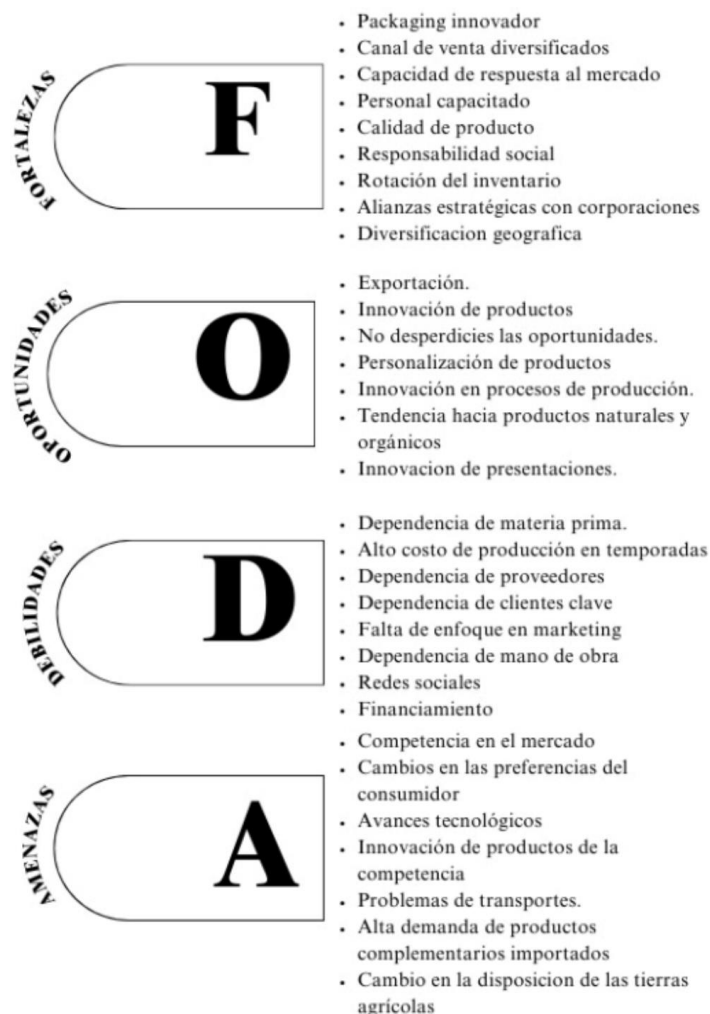 FORTALEZAS
F
• Packaging innovador
• Canal de venta diversificados
• Capacidad de respuesta al mercado
• Personal capacitado
• Calidad de producto
• Responsabilidad social
• Rotación del inventario
• Alianzas estratégicas con corporaciones
• Diversificacion geografica
OPORTUNIDADES
O
• Exportación.
• Innovación de productos
• No desperdicies las oportunidades.
• Personalización de productos
• Innovación en procesos de producción.
• Tendencia hacia productos naturales y
orgánicos
• Innovacion de presentaciones.
DEBILIDADES
D
• Dependencia de materia prima.
• Alto costo de producción en temporadas
• Dependencia de proveedores
• Dependencia de clientes clave
• Falta de enfoque en marketing
• Dependencia de mano de obra
• Redes sociales
• Financiamiento
AMENAZAS
A
• Competencia en el mercado
• Cambios en las preferencias del
consumidor
• Avances tecnológicos
• Innovación de productos de la
competencia
• Problemas de transportes.
• Alta demanda de productos
complementarios importados
• Cambio en la disposicion de las tierras
agrícolas